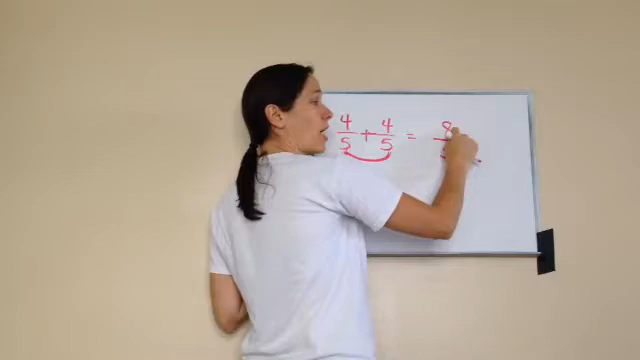 4/5 + 4/5 = 8/